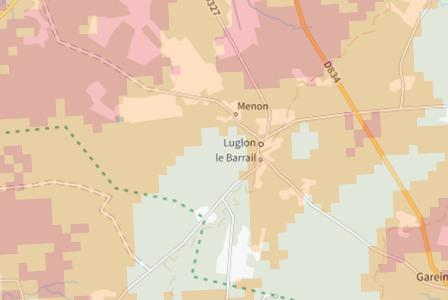 D327
D834
Menon
Luglon
le Barrail
Garein